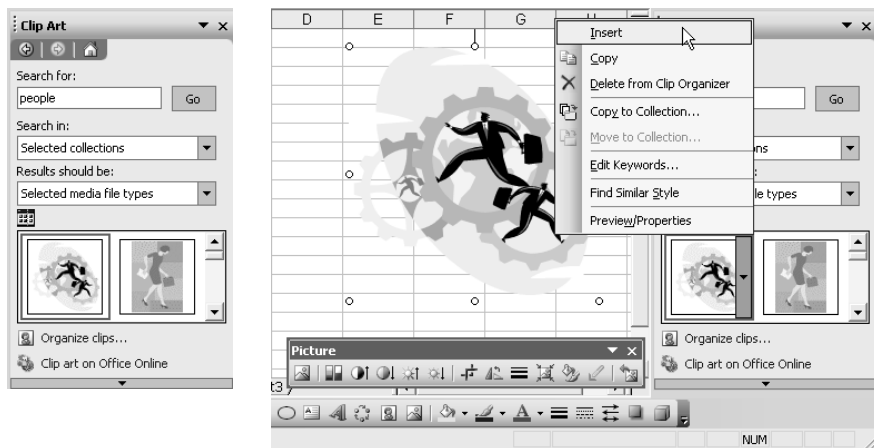 Clip Art
Search for:
people
Go
Search in:
Selected collections
Results should be:
Selected media file types
Organize clips...
Clip art on Office Online
D E F G H
Insert
Copy
Delete from Clip Organizer
Copy to Collection...
Move to Collection...
Edit Keywords...
Find Similar Style
Preview/Properties
Go
ns
:
le types
Organize clips...
Clip art on Office Online
Picture
t3
A
NUM